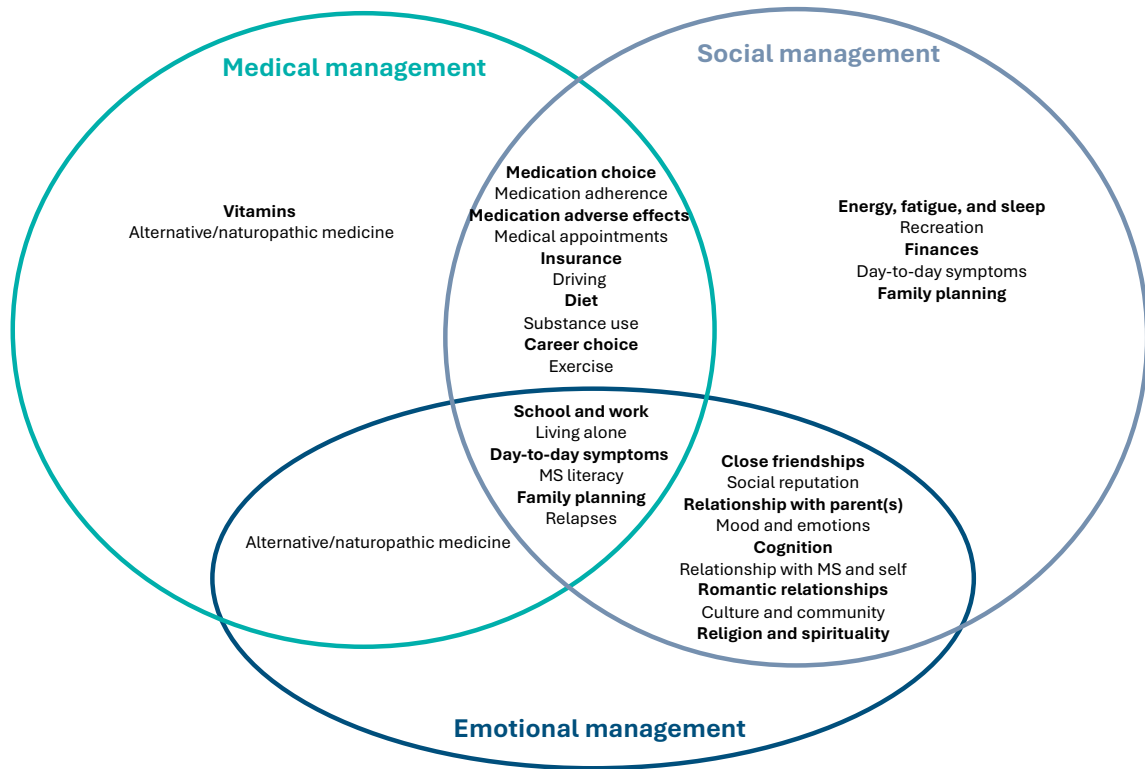 Medical management
Social management
Vitamins
Alternative/naturopathic medicine
Medication choice
Medication adherence
Medication adverse effects
Medical appointments
Insurance
Driving
Diet
Substance use
Career choice
Exercise
Energy, fatigue, and sleep
Recreation
Finances
Day-to-day symptoms
Family planning
School and work
Living alone
Day-to-day symptoms
MS literacy
Family planning
Relapses
Alternative/naturopathic medicine
Close friendships
Social reputation
Relationship with parent(s)
Mood and emotions
Cognition
Relationship with MS and self
Romantic relationships
Culture and community
Religion and spirituality
Emotional management